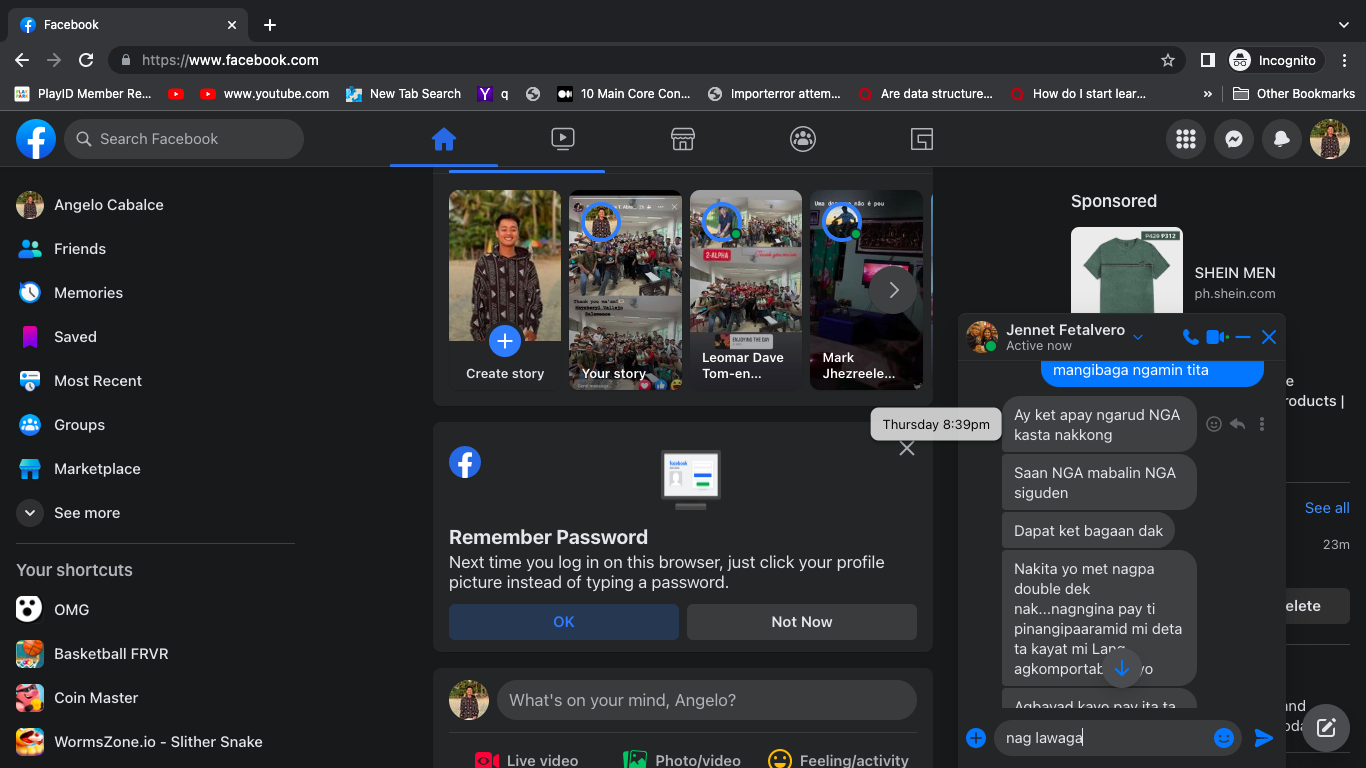 Facebook
https://www.facebook.com
Incognito
PlayID Member Re...
www.youtube.com
New Tab Search
q
10 Main Core Con...
Importerror attem...
Are data structure...
How do I start lear...
»
Other Bookmarks
Search Facebook
Angelo Cabalce
Friends
Memories
Saved
Most Recent
Groups
Marketplace
See more
Your shortcuts
OMG
Basketball FRVR
Coin Master
WormsZone.io - Slither Snake
Create story
Your story
2-ALPHA
ENJOYING THE DAY
Leomar Dave
Tom-en...
Mark
Jhezreele...
Remember Password
Next time you log in on this browser, just click your profile
picture instead of typing a password.
OK
Not Now
What's on your mind, Angelo?
Live video
Photo/video
Feeling/activity
Sponsored
₱429 ₱312
SHEIN MEN
ph.shein.com
See all
23m
Jennet Fetalvero
Active now
mangibaga ngamin tita
Thursday 8:39pm
Ay ket apay ngarud NGA
kasta nakkong
Saan NGA mabalin NGA
siguden
Dapat ket bagaan dak
Nakita yo met nagpa
double dek
nak...nagngina pay ti
pinangipaaramid mi deta
ta kayat mi Lang
agkomportab yo
Agbayad kayo pay ita ta
nag lawaga